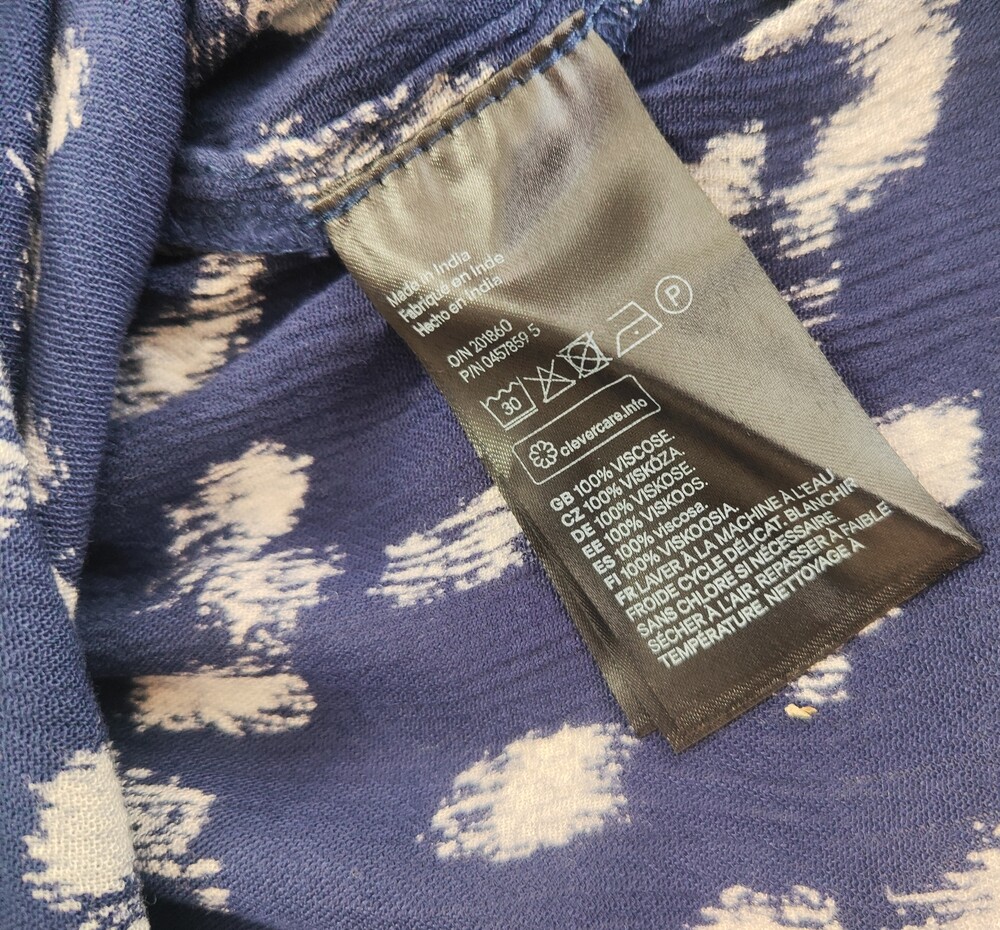 Made in India
Fabriqué en Inde
Hecho en India
O/N 201860
P/N 0457859 5
30
P
clevercare.info
GB 100% VISCOSE.
CZ 100% VISKÓZA.
DE 100% VISKOSE.
EE 100% VISKOOS.
ES 100% viscosa.
FI 100% VISKOOSIA.
FR LAVER À LA MACHINE À L'EAU
FROIDE CYCLE DÉLICAT. BLANCHIR
SANS CHLORE SI NÉCESSAIRE
SÉCHER À L'AIR. REPASSER À FAIBLE
TEMPÉRATURE. NETTOYAGE À